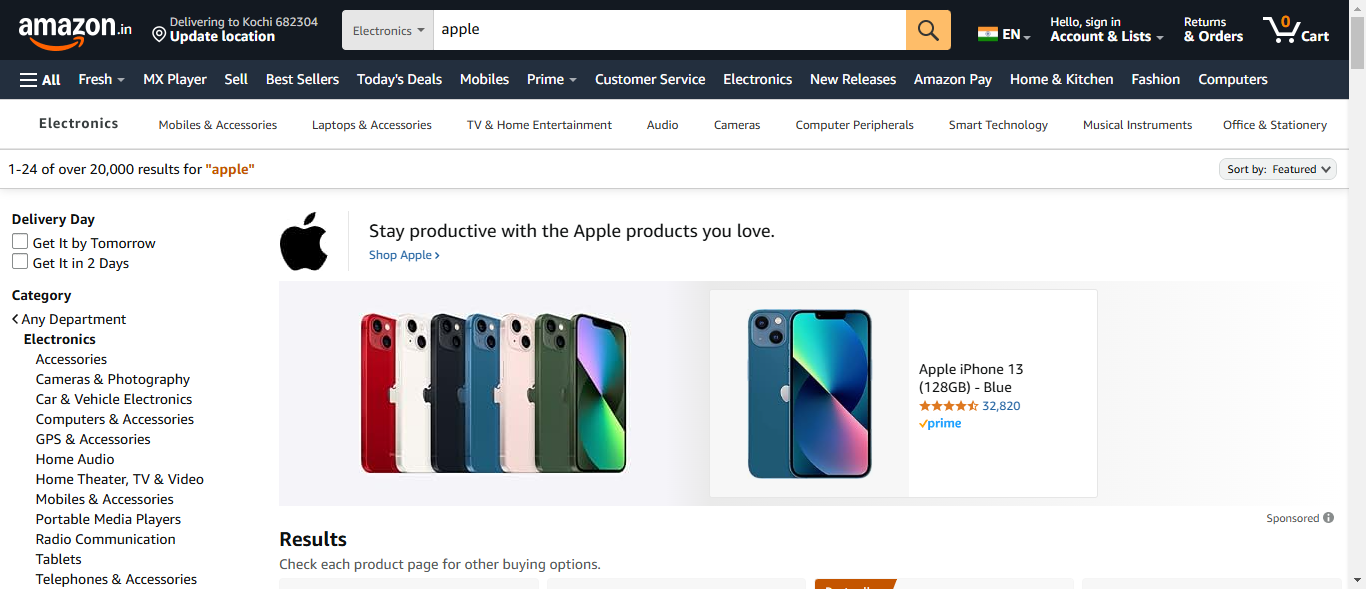 amazon.in
Delivering to Kochi 682304
Update location
Electronics
apple
EN
Hello, sign in
Account & Lists
Returns
& Orders
0
Cart
All
Fresh
MX Player
Sell
Best Sellers
Today's Deals
Mobiles
Prime
Customer Service
Electronics
New Releases
Amazon Pay
Home & Kitchen
Fashion
Computers
Electronics
Mobiles & Accessories
Laptops & Accessories
TV & Home Entertainment
Audio
Cameras
Computer Peripherals
Smart Technology
Musical Instruments
Office & Stationery
1-24 of over 20,000 results for "apple"
Sort by: Featured
Delivery Day
Get It by Tomorrow
Get It in 2 Days
Category
Any Department
Electronics
Accessories
Cameras & Photography
Car & Vehicle Electronics
Computers & Accessories
GPS & Accessories
Home Audio
Home Theater, TV & Video
Mobiles & Accessories
Portable Media Players
Radio Communication
Tablets
Telephones & Accessories
Stay productive with the Apple products you love.
Shop Apple
Apple iPhone 13
(128GB) - Blue
32,820
prime
Sponsored
Results
Check each product page for other buying options.